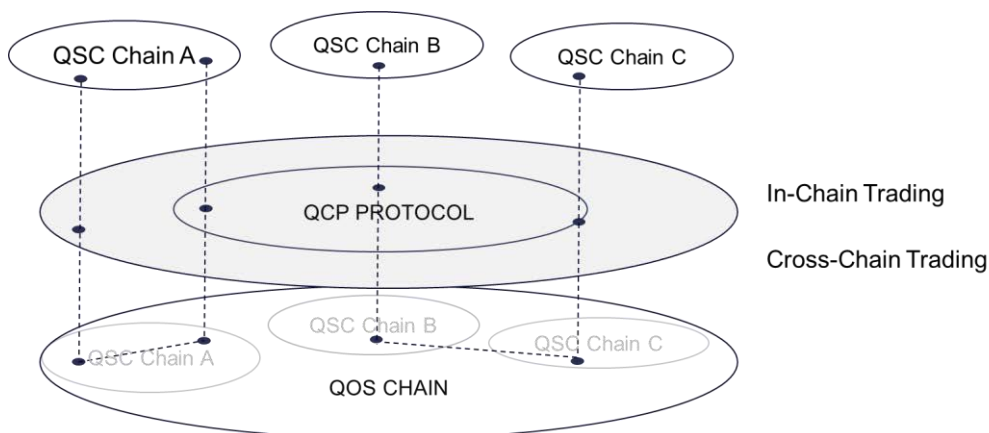 QSC Chain A
QSC Chain B
QSC Chain C
QCP PROTOCOL
In-Chain Trading
Cross-Chain Trading
QSC Chain A
QSC Chain B
QSC Chain C
QOS CHAIN